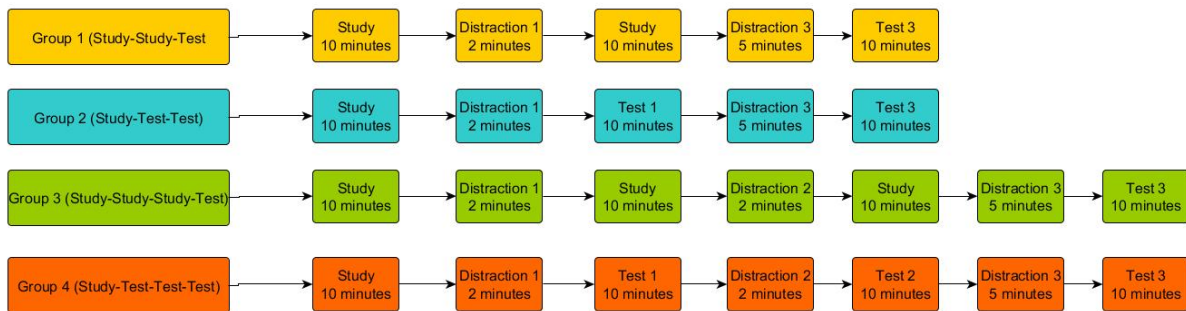 Group 1 (Study-Study-Test
Study
10 minutes
Distraction 1
2 minutes
Study
10 minutes
Distraction 3
5 minutes
Test 3
10 minutes
Group 2 (Study-Test-Test)
Study
10 minutes
Distraction 1
2 minutes
Test 1
10 minutes
Distraction 3
5 minutes
Test 3
10 minutes
Group 3 (Study-Study-Study-Test)
Study
10 minutes
Distraction 1
2 minutes
Study
10 minutes
Distraction 2
2 minutes
Study
10 minutes
Distraction 3
5 minutes
Test 3
10 minutes
Group 4 (Study-Test-Test-Test)
Study
10 minutes
Distraction 1
2 minutes
Test 1
10 minutes
Distraction 2
2 minutes
Test 2
10 minutes
Distraction 3
5 minutes
Test 3
10 minutes